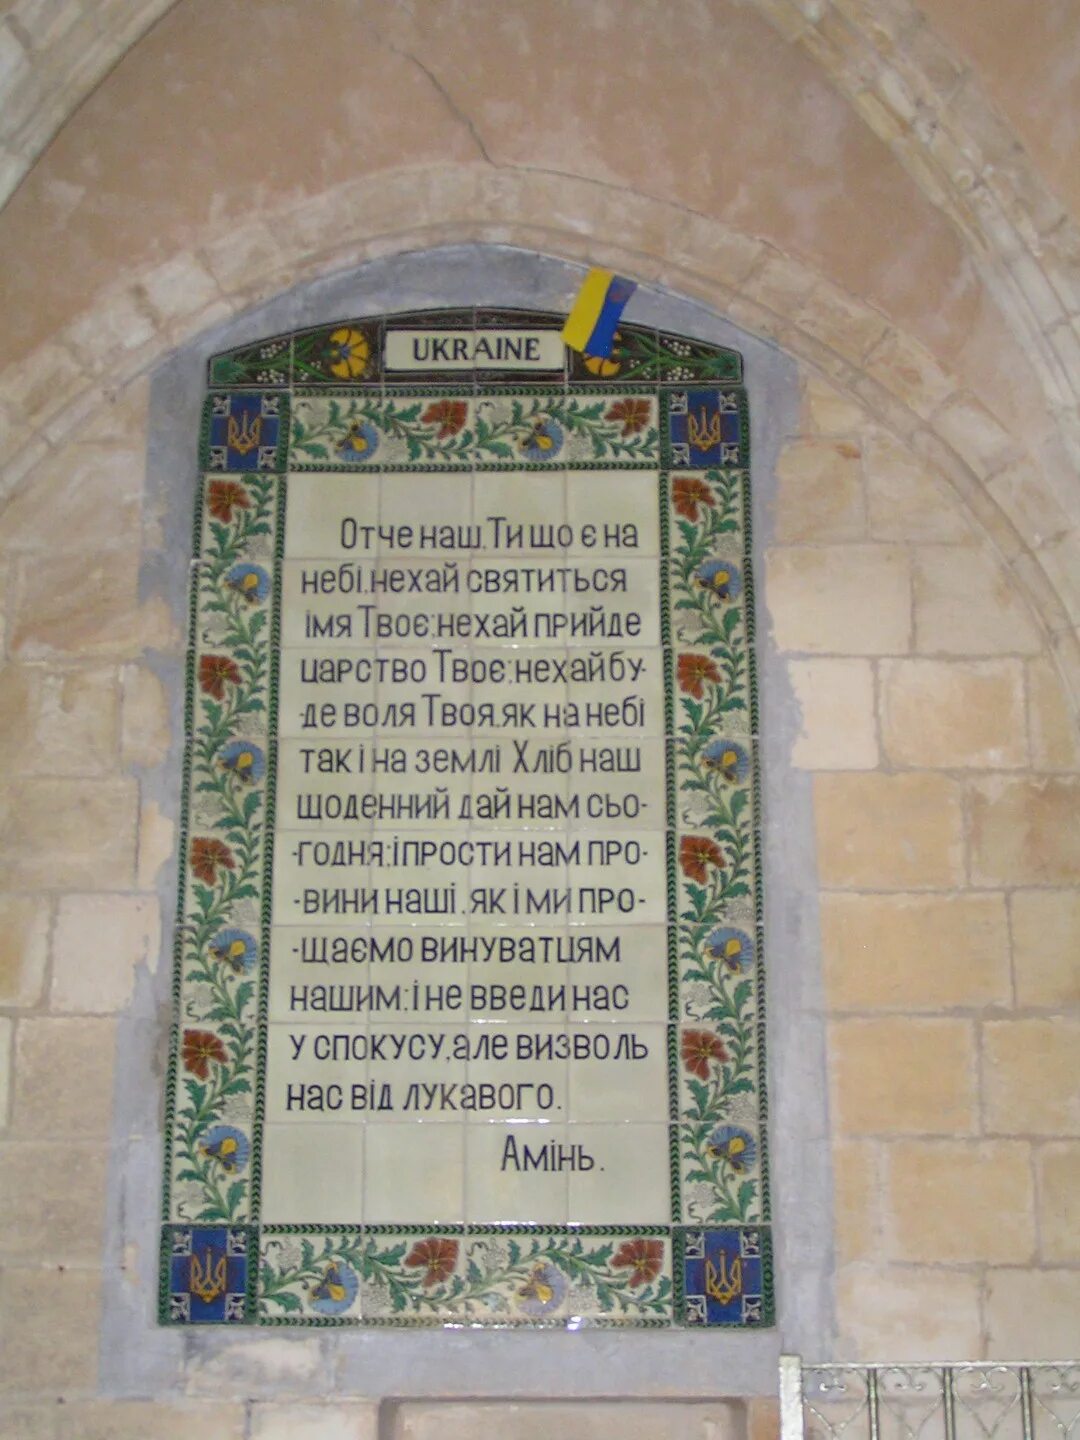 UKRAINE
Отче наш. Ти що є на
небі. нехай святиться
імя Твоє; нехай прийде
царство Твоє; нехай бу-
-де воля Твоя. як на небі
так і на землі Хліб наш
щоденний дай нам сьо-
-годня; і прости нам про-
-вини наші. як і ми про-
-щаємо винуватцям
нашим: і не введи нас
у спокусу, але визволь
нас від лукавого.
Амінь.